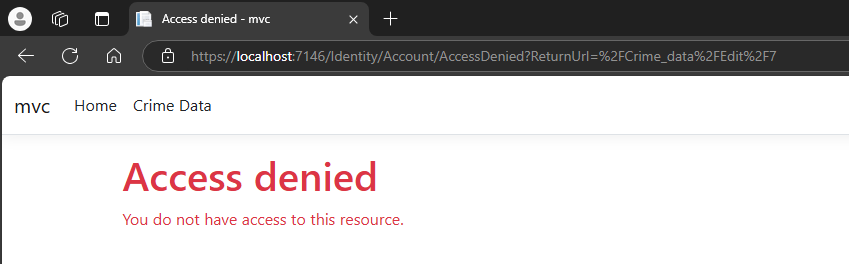 Access denied - mvc
https://localhost:7146/Identity/Account/AccessDenied?ReturnUrl=%2FCrime_data%2FEdit%2F7
mvc Home Crime Data
Access denied
You do not have access to this resource.